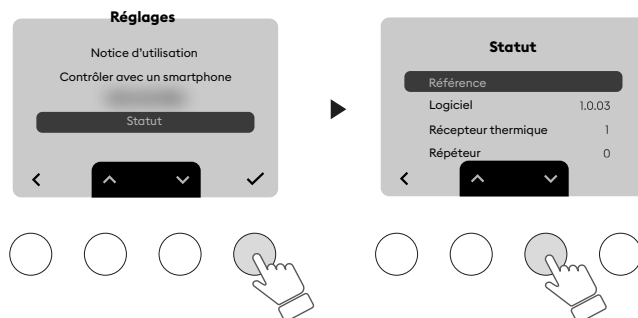 Réglages
Notice d'utilisation
Contrôler avec un smartphone
Statut
Statut
Référence
Logiciel 1.0.03
Récepteur thermique 1
Répéteur 0